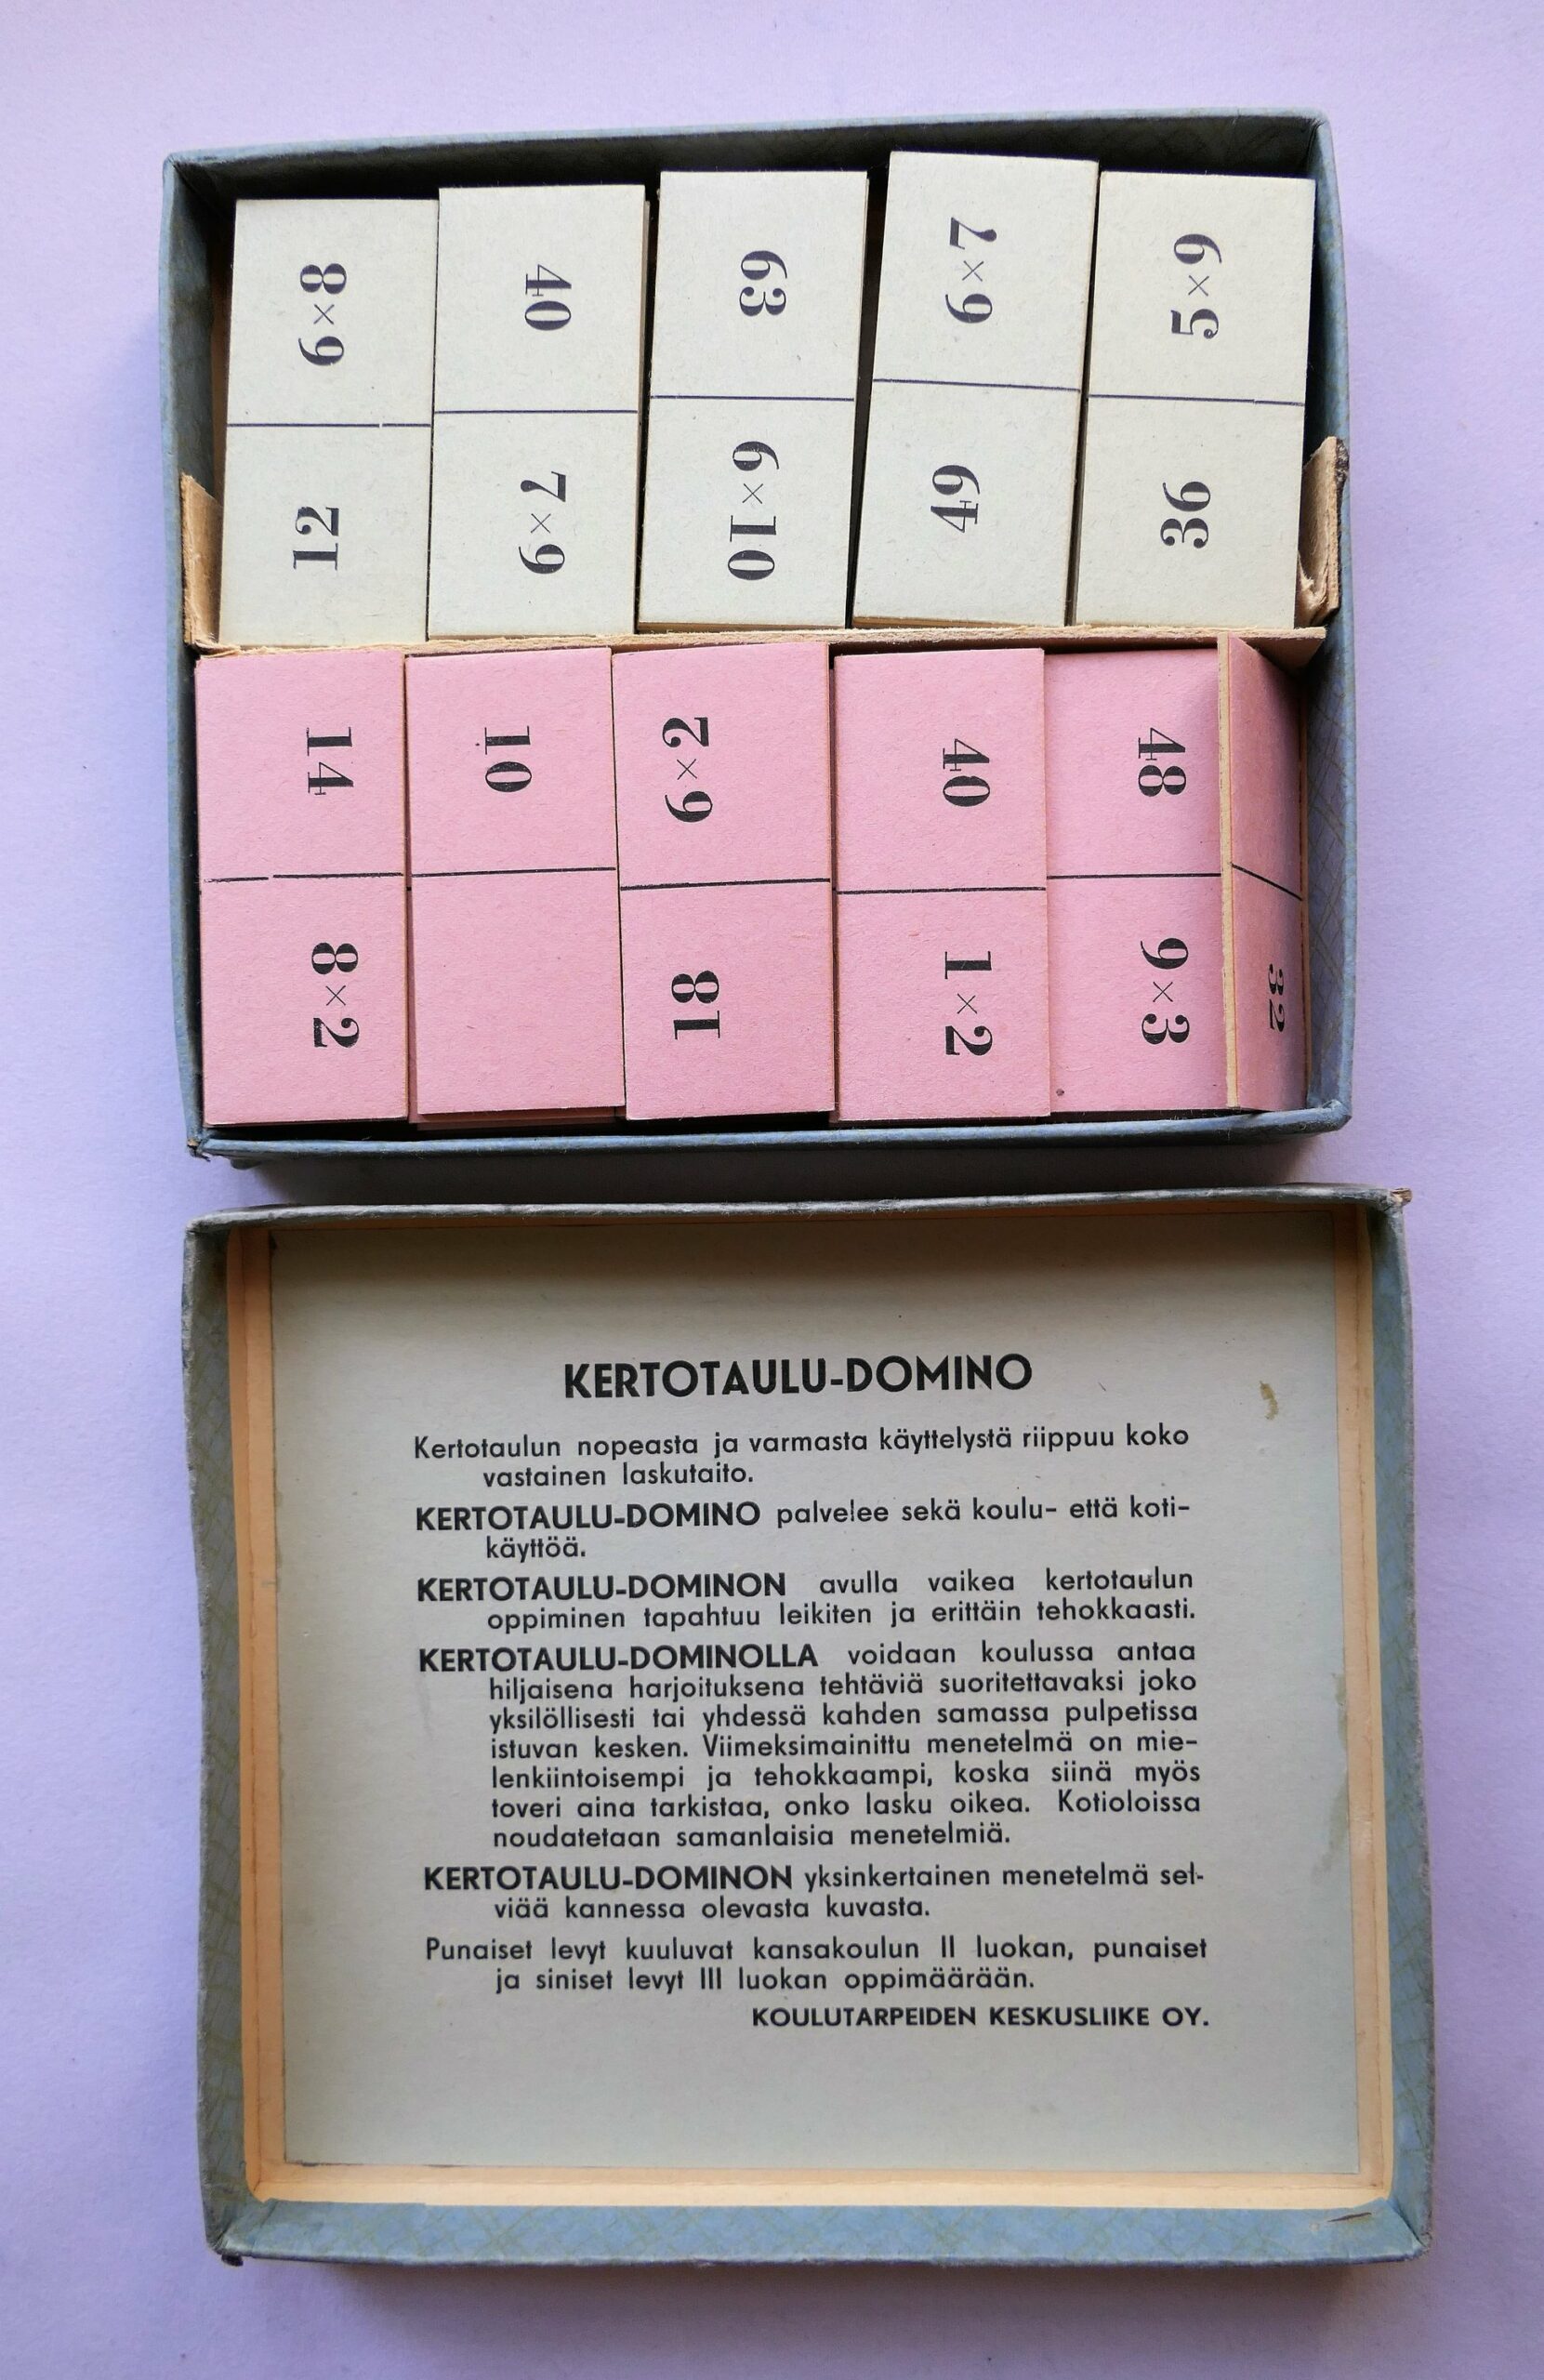 6×8
12
40
7×9
63
9×10
6×7
49
5×9
36
14
8×2
10
6×2
18
40
1×2
48
6×3
32
KERTOTAULU-DOMINO
Kertotaulun nopeasta ja varmasta käyttelystä riippuu koko
vastainen laskutaito.
KERTOTAULU-DOMINO palvelee sekä koulu- että koti-
käyttöä.
KERTOTAULU-DOMINON avulla vaikea kertotaulun
oppiminen tapahtuu leikiten ja erittäin tehokkaasti.
KERTOTAULU-DOMINOLLA voidaan koulussa antaa
hiljaisena harjoituksena tehtäviä suoritettavaksi joko
yksilöllisesti tai yhdessä kahden samassa pulpetissa
istuvan kesken. Viimeksimainittu menetelmä on mie-
lenkiintoisempi ja tehokkaampi, koska siinä myös
toveri aina tarkistaa, onko lasku oikea. Kotioloissa
noudatetaan samanlaisia menetelmiä.
KERTOTAULU-DOMINON yksinkertainen menetelmä sel-
viää kannessa olevasta kuvasta.
Punaiset levyt kuuluvat kansakoulun II luokan, punaiset
ja siniset levyt III luokan oppimäärään.
KOULUTARPEIDEN KESKUSLIIKE OY.